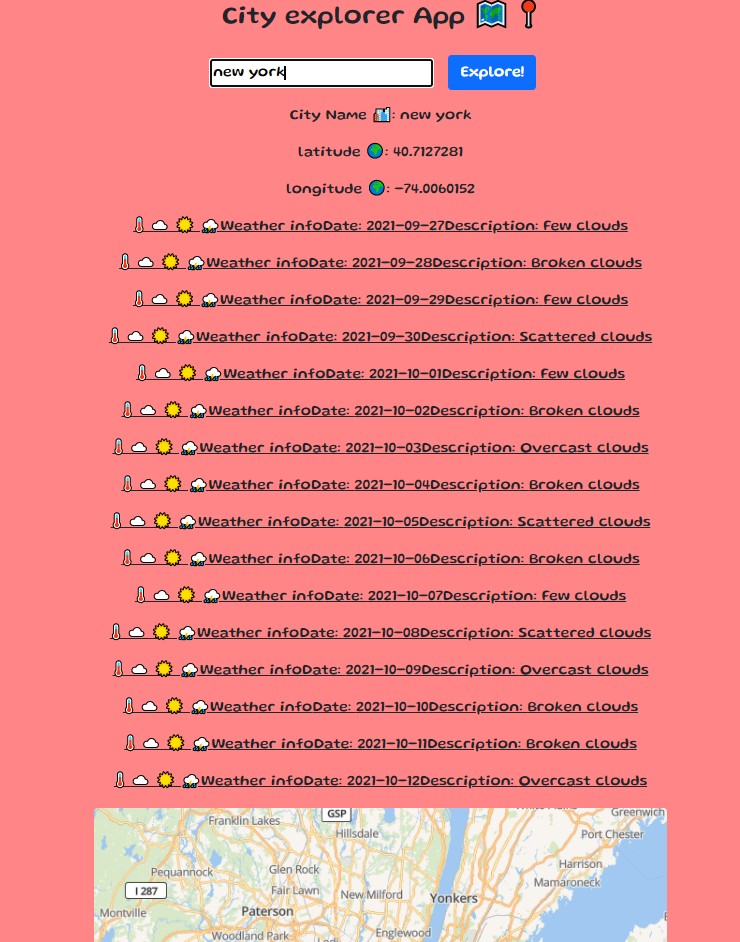 City explorer App
new york Explore!
City Name : new york
latitude : 40.7127281
longitude : -74.0060152
Weather infoDate: 2021-09-27Description: Few clouds
Weather infoDate: 2021-09-28Description: Broken clouds
Weather infoDate: 2021-09-29Description: Few clouds
Weather infoDate: 2021-09-30Description: Scattered clouds
Weather infoDate: 2021-10-01Description: Few clouds
Weather infoDate: 2021-10-02Description: Broken clouds
Weather infoDate: 2021-10-03Description: Overcast clouds
Weather infoDate: 2021-10-04Description: Broken clouds
Weather infoDate: 2021-10-05Description: Scattered clouds
Weather infoDate: 2021-10-06Description: Broken clouds
Weather infoDate: 2021-10-07Description: Few clouds
Weather infoDate: 2021-10-08Description: Scattered clouds
Weather infoDate: 2021-10-09Description: Overcast clouds
Weather infoDate: 2021-10-10Description: Broken clouds
Weather infoDate: 2021-10-11Description: Broken clouds
Weather infoDate: 2021-10-12Description: Overcast clouds
GSP
Greenwich
Franklin Lakes
Hillsdale
Port Chester
Pequannock
Glen Rock
Harrison
I 287
Fair Lawn
New Milford
Yonkers
Mamaroneck
Montville
Paterson
Woodland Park
Englewood